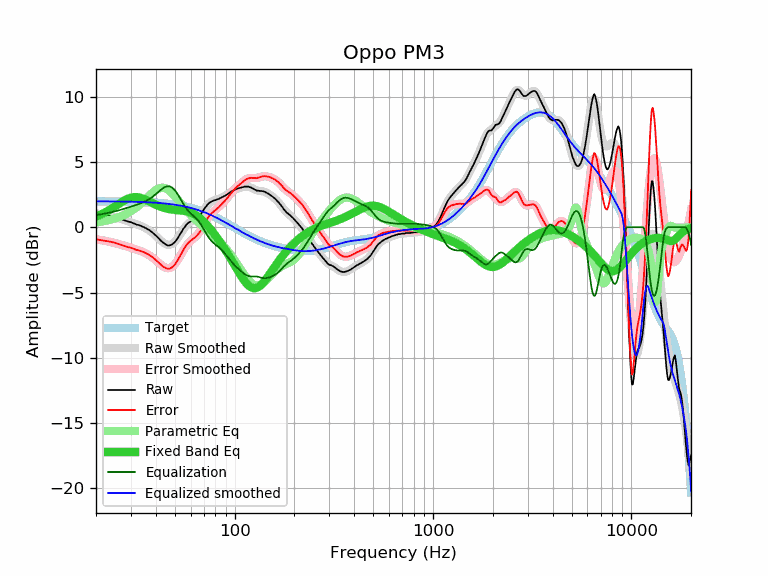 Oppo PM3
Amplitude (dBr)
10
5
0
−5
−10
−15
−20
Target
Raw Smoothed
Error Smoothed
Raw
Error
Parametric Eq
Fixed Band Eq
Equalization
Equalized smoothed
100
1000
10000
Frequency (Hz)